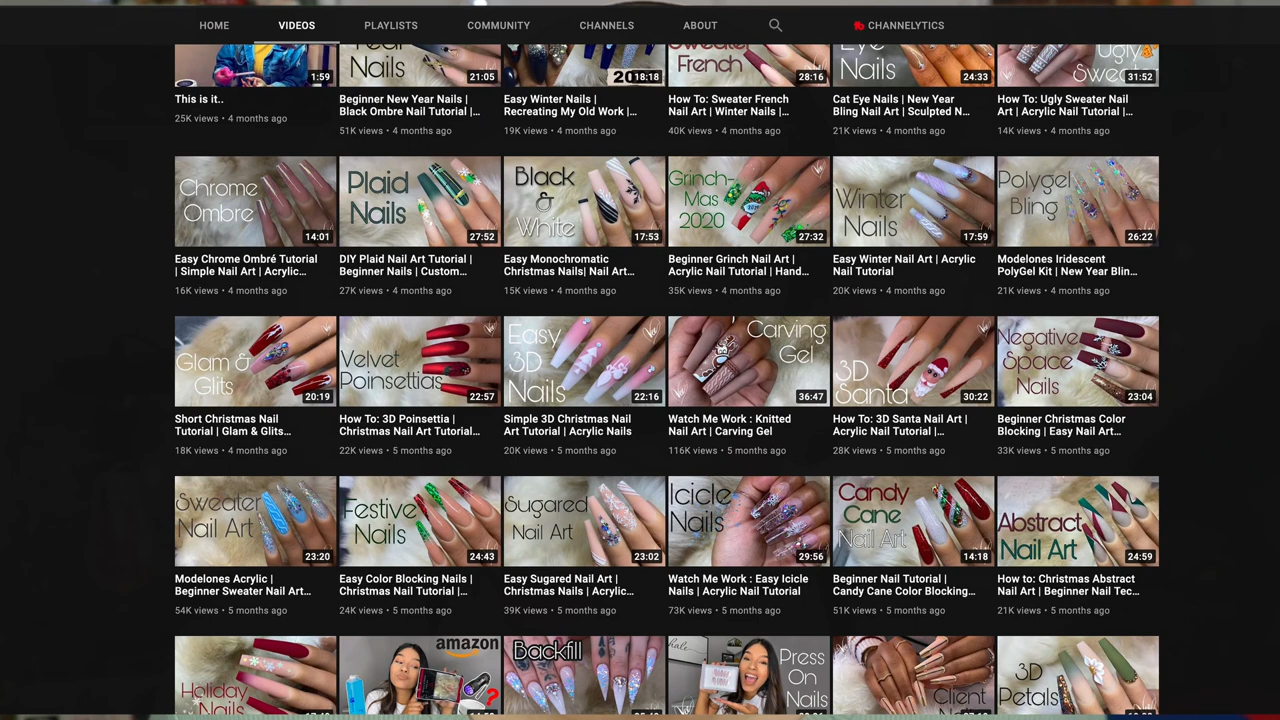 HOME VIDEOS PLAYLISTS COMMUNITY CHANNELS ABOUT CHANNELYTICS
Nails
20
French
Eye
Nails
Ugly
1:59 21:05 18:18 28:16 24:33 31:52
This is it..
25K views • 4 months ago
Beginner New Year Nails |
Black Ombre Nail Tutorial |...
51K views • 4 months ago
Easy Winter Nails |
Recreating My Old Work |...
19K views • 4 months ago
How To: Sweater French
Nail Art | Winter Nails |...
40K views • 4 months ago
Cat Eye Nails | New Year
Bling Nail Art | Sculpted N...
21K views • 4 months ago
How To: Ugly Sweater Nail
Art | Acrylic Nail Tutorial |...
14K views • 4 months ago
Chrome
Ombre
14:01
Plaid
Nails
27:52
Black
&
White
17:53
Grinch-
Mas
2020
27:32
Winter
Nails
17:59
Polygel
Bling
26:22
Easy Chrome Ombré Tutorial
| Simple Nail Art | Acrylic...
16K views • 4 months ago
DIY Plaid Nail Art Tutorial |
Beginner Nails | Custom...
27K views • 4 months ago
Easy Monochromatic
Christmas Nails| Nail Art...
15K views • 4 months ago
Beginner Grinch Nail Art |
Acrylic Nail Tutorial | Hand...
35K views • 4 months ago
Easy Winter Nail Art | Acrylic
Nail Tutorial
20K views • 4 months ago
Modelones Iridescent
PolyGel Kit | New Year Blin...
21K views • 4 months ago
Glam &
Glits
20:19
Velvet
Poinsettias
22:57
Easy
3D
Nails
22:16
Carving
Gel
36:47
3D
Santa
30:22
Negative
Space
Nails
23:04
Short Christmas Nail
Tutorial | Glam & Glits...
18K views • 4 months ago
How To: 3D Poinsettia |
Christmas Nail Art Tutorial...
22K views • 5 months ago
Simple 3D Christmas Nail
Art Tutorial | Acrylic Nails
20K views • 5 months ago
Watch Me Work : Knitted
Nail Art | Carving Gel
116K views • 5 months ago
How To: 3D Santa Nail Art |
Acrylic Nail Tutorial |...
28K views • 5 months ago
Beginner Christmas Color
Blocking | Easy Nail Art...
33K views • 5 months ago
Sweater
Nail Art
23:20
Festive
Nails
24:43
Sugared
Nail Art
23:02
Icicle
Nails
29:56
Candy
Cane
Nail Art
14:18
Abstract
Nail Art
24:59
Modelones Acrylic |
Beginner Sweater Nail Art...
54K views • 5 months ago
Easy Color Blocking Nails |
Christmas Nail Tutorial |...
24K views • 5 months ago
Easy Sugared Nail Art |
Christmas Nails | Acrylic...
39K views • 5 months ago
Watch Me Work : Easy Icicle
Nails | Acrylic Nail Tutorial
73K views • 5 months ago
Beginner Nail Tutorial |
Candy Cane Color Blocking...
51K views • 5 months ago
How to: Christmas Abstract
Nail Art | Beginner Nail Tec...
21K views • 5 months ago
Holiday
Nails
amazon
?
Backfill
Press
On
Nails
Client
3D
Petals